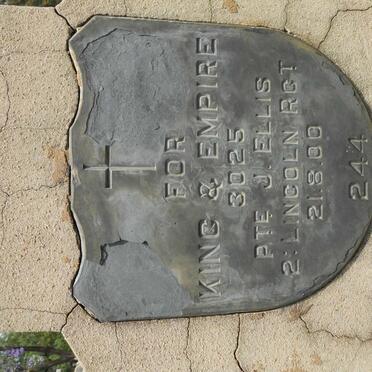 FOR
KING & EMPIRE
3025
PTE J. ELLIS
2: LINCOLN RGT
21.8.00
244